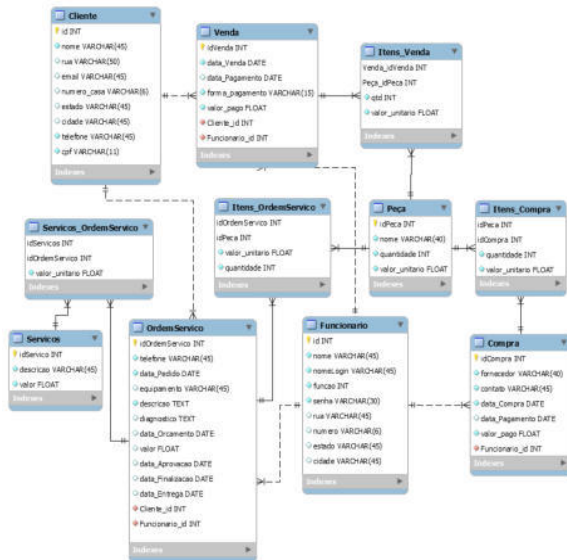 Cliente
id INT
nome VARCHAR(45)
rua VARCHAR(50)
email VARCHAR(45)
numero_casa VARCHAR(6)
estado VARCHAR(45)
cidade VARCHAR(45)
telefone VARCHAR(45)
cpf VARCHAR(11)
Indexes
Venda
idVenda INT
data_Venda DATE
data_Pagamento DATE
forma_pagamento VARCHAR(15)
valor_pago FLOAT
Cliente_id INT
Funcionario_id INT
Indexes
Itens_Venda
Venda_idVenda INT
Peça_idPeca INT
qtd INT
valor_unitario FLOAT
Indexes
Servicos_OrdemServico
idServicos INT
idOrdemServico INT
valor_unitario FLOAT
Indexes
Itens_OrdemServico
idOrdemServico INT
idPeca INT
valor_unitario FLOAT
quantidade INT
Indexes
Peça
idPeca INT
nome VARCHAR(40)
quantidade INT
valor_unitario FLOAT
Indexes
Itens_Compra
idPeca INT
idCompra INT
quantidade INT
valor_unitario FLOAT
Indexes
Servicos
idServico INT
descricao VARCHAR(45)
valor FLOAT
Indexes
OrdemServico
idOrdemServico INT
telefone VARCHAR(45)
data_Pedido DATE
equipamento VARCHAR(45)
descricao TEXT
diagnostico TEXT
data_Orcamento DATE
valor FLOAT
data_Aprovacao DATE
data_Finalizacao DATE
data_Entrega DATE
Cliente_id INT
Funcionario_id INT
Indexes
Funcionario
id INT
nome VARCHAR(45)
nomeLogin VARCHAR(45)
funcao INT
senha VARCHAR(30)
rua VARCHAR(45)
numero VARCHAR(6)
estado VARCHAR(45)
cidade VARCHAR(45)
Indexes
Compra
idCompra INT
fornecedor VARCHAR(40)
contato VARCHAR(45)
data_Compra DATE
data_Pagamento DATE
valor_pago FLOAT
Funcionario_id INT
Indexes